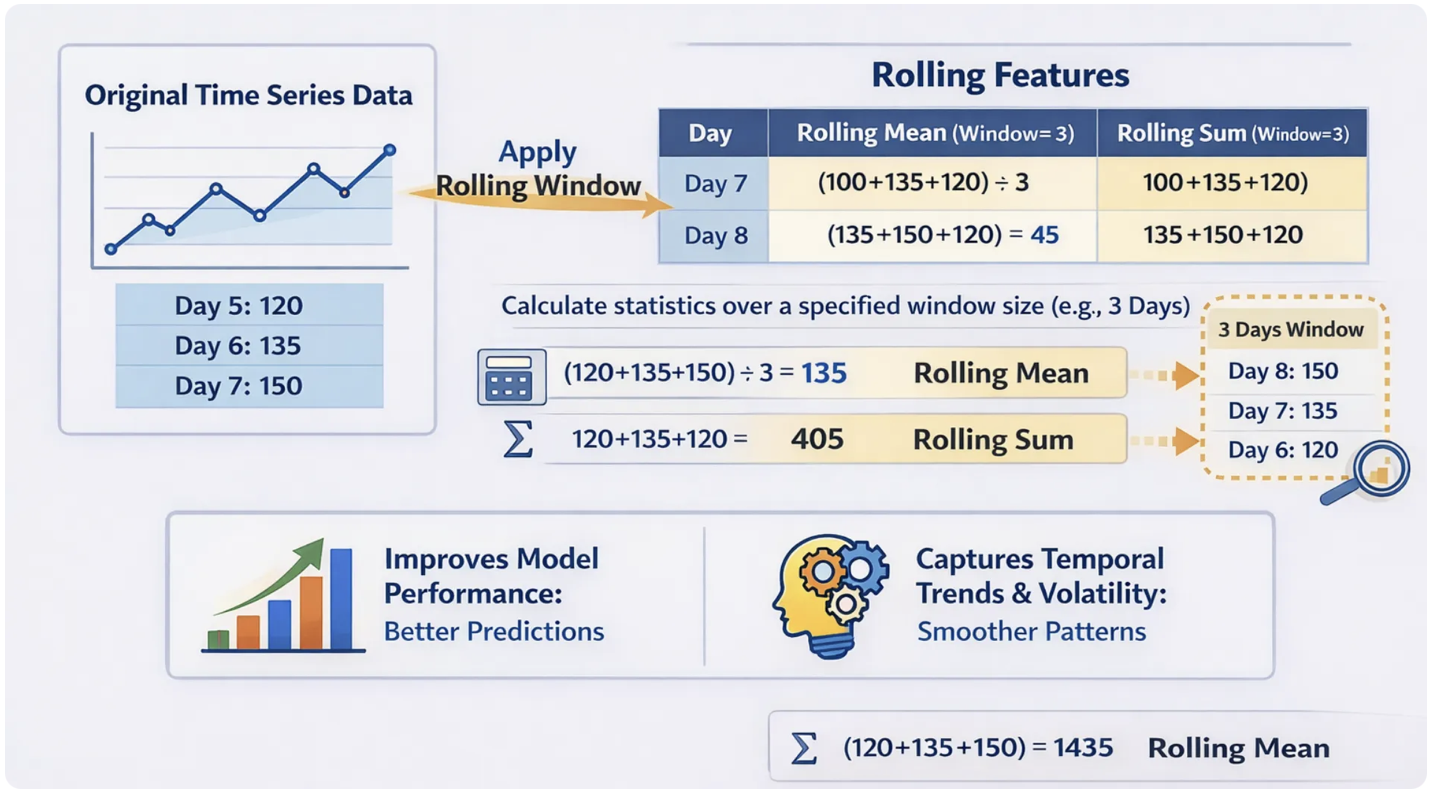 Original Time Series Data
Day 5: 120
Day 6: 135
Day 7: 150
Apply
Rolling Window
Rolling Features
Day Rolling Mean (Window=3) Rolling Sum (Window=3)
Day 7 (100+135+120) ÷ 3 100+135+120)
Day 8 (135+150+120) = 45 135+150+120
Calculate statistics over a specified window size (e.g., 3 Days)
(120+135+150) ÷ 3 = 135 Rolling Mean
Σ 120+135+120 = 405 Rolling Sum
3 Days Window
Day 8: 150
Day 7: 135
Day 6: 120
Improves Model
Performance:
Better Predictions
Captures Temporal
Trends & Volatility:
Smoother Patterns
Σ (120+135+150) = 1435 Rolling Mean